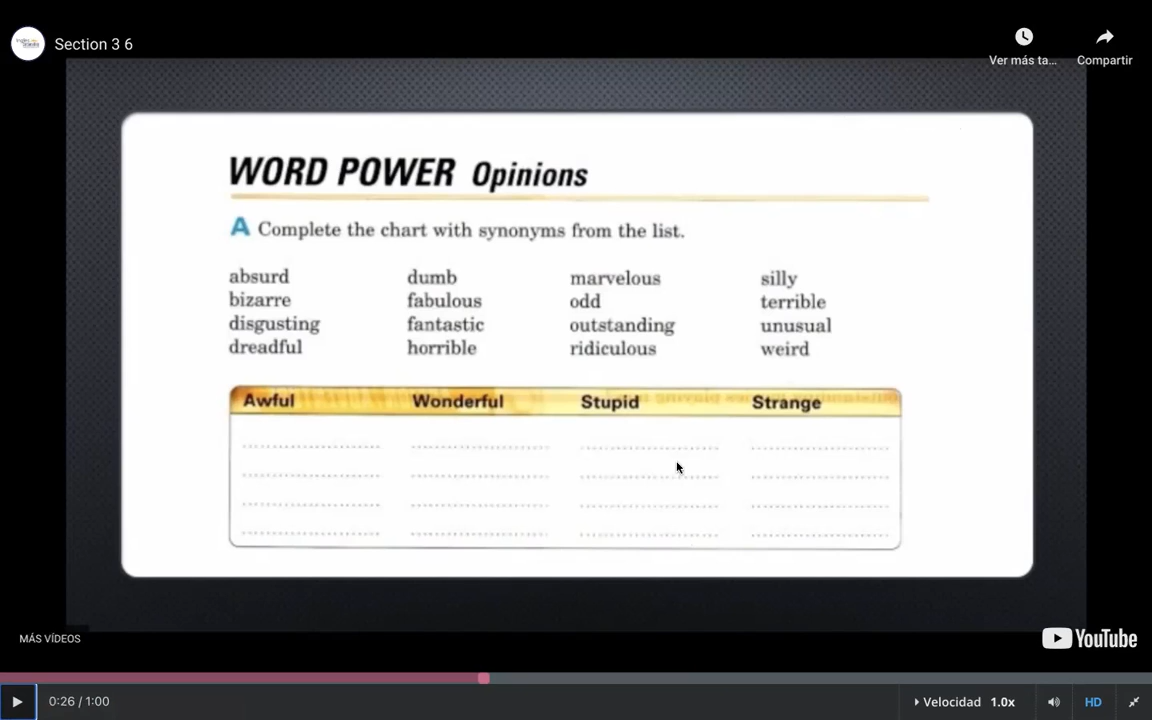 Section 3 6
Ver más ta...
Compartir
WORD POWER Opinions
A Complete the chart with synonyms from the list.
absurd dumb marvelous silly
bizarre fabulous odd terrible
disgusting fantastic outstanding unusual
dreadful horrible ridiculous weird
Awful Wonderful Stupid Strange
MÁS VÍDEOS
YouTube
0:26 / 1:00
Velocidad 1.0x
HD